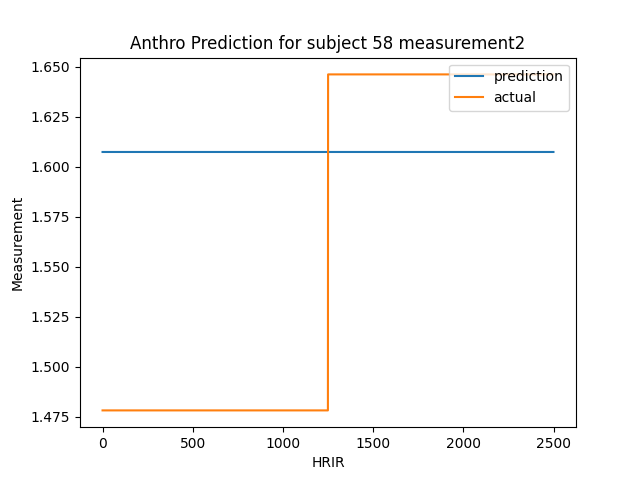 Anthro Prediction for subject 58 measurement2
1.650
1.625
1.600
1.575
1.550
1.525
1.500
1.475
Measurement
prediction
actual
0 500 1000 1500 2000 2500
HRIR